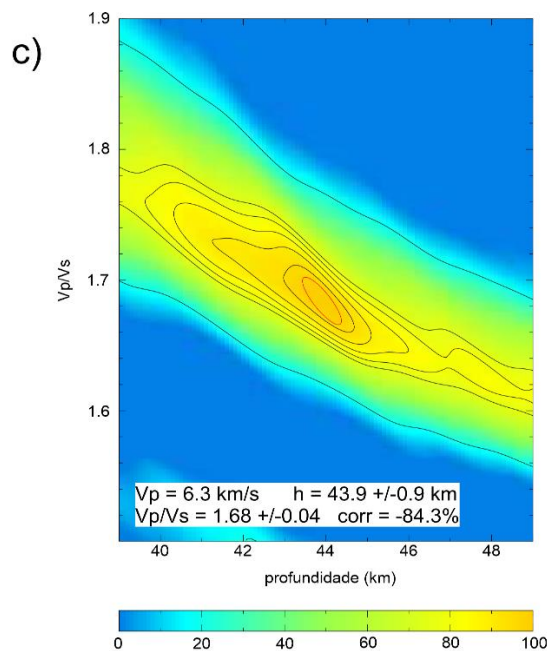 c)
1.9
1.8
1.7
1.6
Vp/Vs
Vp = 6.3 km/s h = 43.9 +/-0.9 km
Vp/Vs = 1.68 +/-0.04 corr = -84.3%
40 42 44 46 48
profundidade (km)
0 20 40 60 80 100